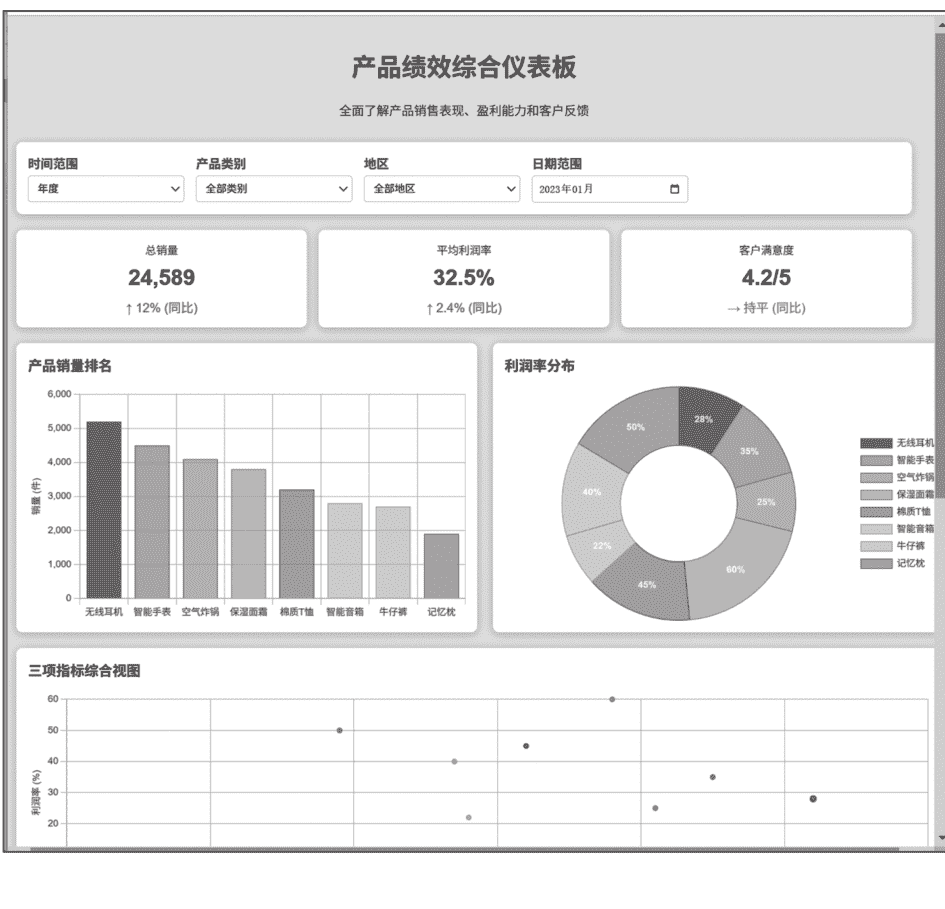 产品绩效综合仪表板
全面了解产品销售表现、盈利能力和客户反馈
时间范围 产品类别 地区 日期范围
年度 全部类别 全部地区 2023年01月
总销量 平均利润率 客户满意度
24,589 32.5% 4.2/5
↑ 12% (同比) ↑ 2.4% (同比) → 持平 (同比)
产品销量排名
6,000
5,000
4,000
3,000
2,000
1,000
0
销量 (件)
无线耳机 智能手表 空气炸锅 保湿面霜 棉质T恤 智能音箱 牛仔裤 记忆枕
利润率分布
28%
35%
25%
60%
45%
22%
40%
50%
无线耳机
智能手表
空气炸锅
保湿面霜
棉质T恤
智能音箱
牛仔裤
记忆枕
三项指标综合视图
60
50
40
30
20
利润率 (%)